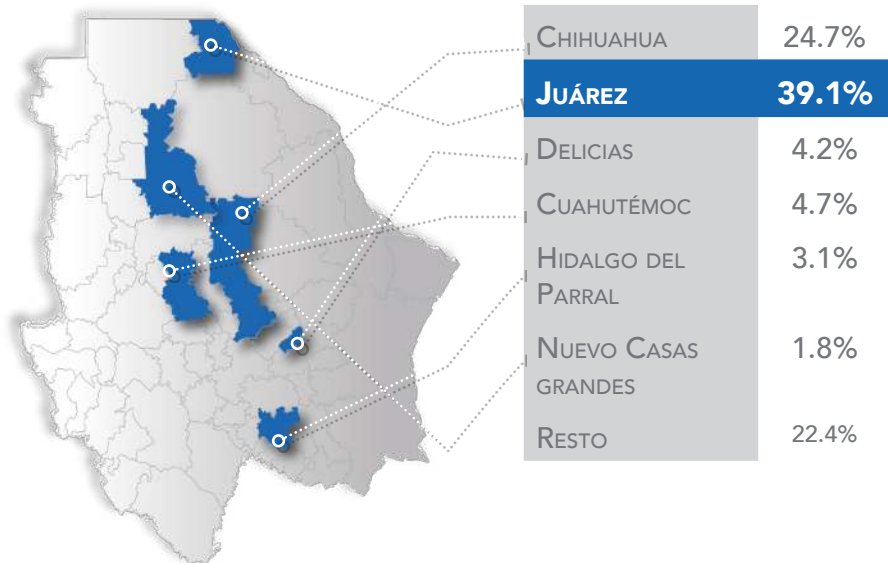 Chihuahua 24.7%
Juárez 39.1%
Delicias 4.2%
Cuahutémoc 4.7%
Hidalgo del 3.1%
Parral
Nuevo Casas 1.8%
grandes
Resto 22.4%